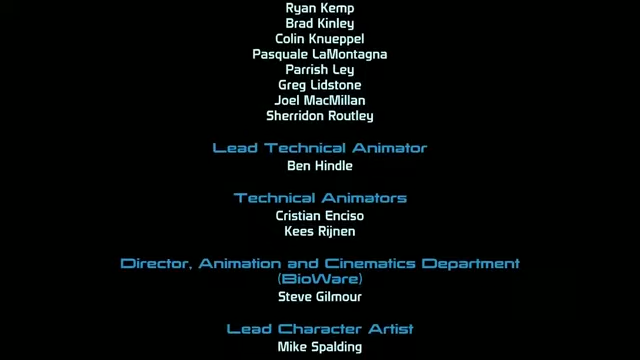 Ryan Kemp
Brad Kinley
Colin Knueppel
Pasquale LaMontagna
Parrish Ley
Greg Lidstone
Joel MacMillan
Sherridon Routley
Lead Technical Animator
Ben Hindle
Technical Animators
Cristian Enciso
Kees Rijnen
Director, Animation and Cinematics Department
(BioWare)
Steve Gilmour
Lead Character Artist
Mike Spalding